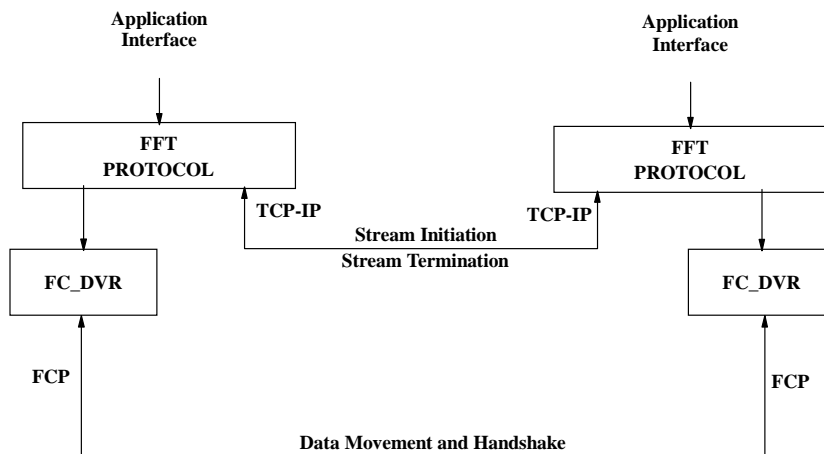 Application
Interface
Application
Interface
FFT
PROTOCOL
FFT
PROTOCOL
TCP-IP
TCP-IP
Stream Initiation
Stream Termination
FC_DVR
FC_DVR
FCP
FCP
Data Movement and Handshake